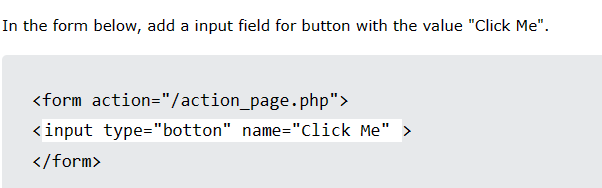 In the form below, add a input field for button with the value "Click Me".
<form action="/action_page.php">
<input type="botton" name="Click Me" >
</form>